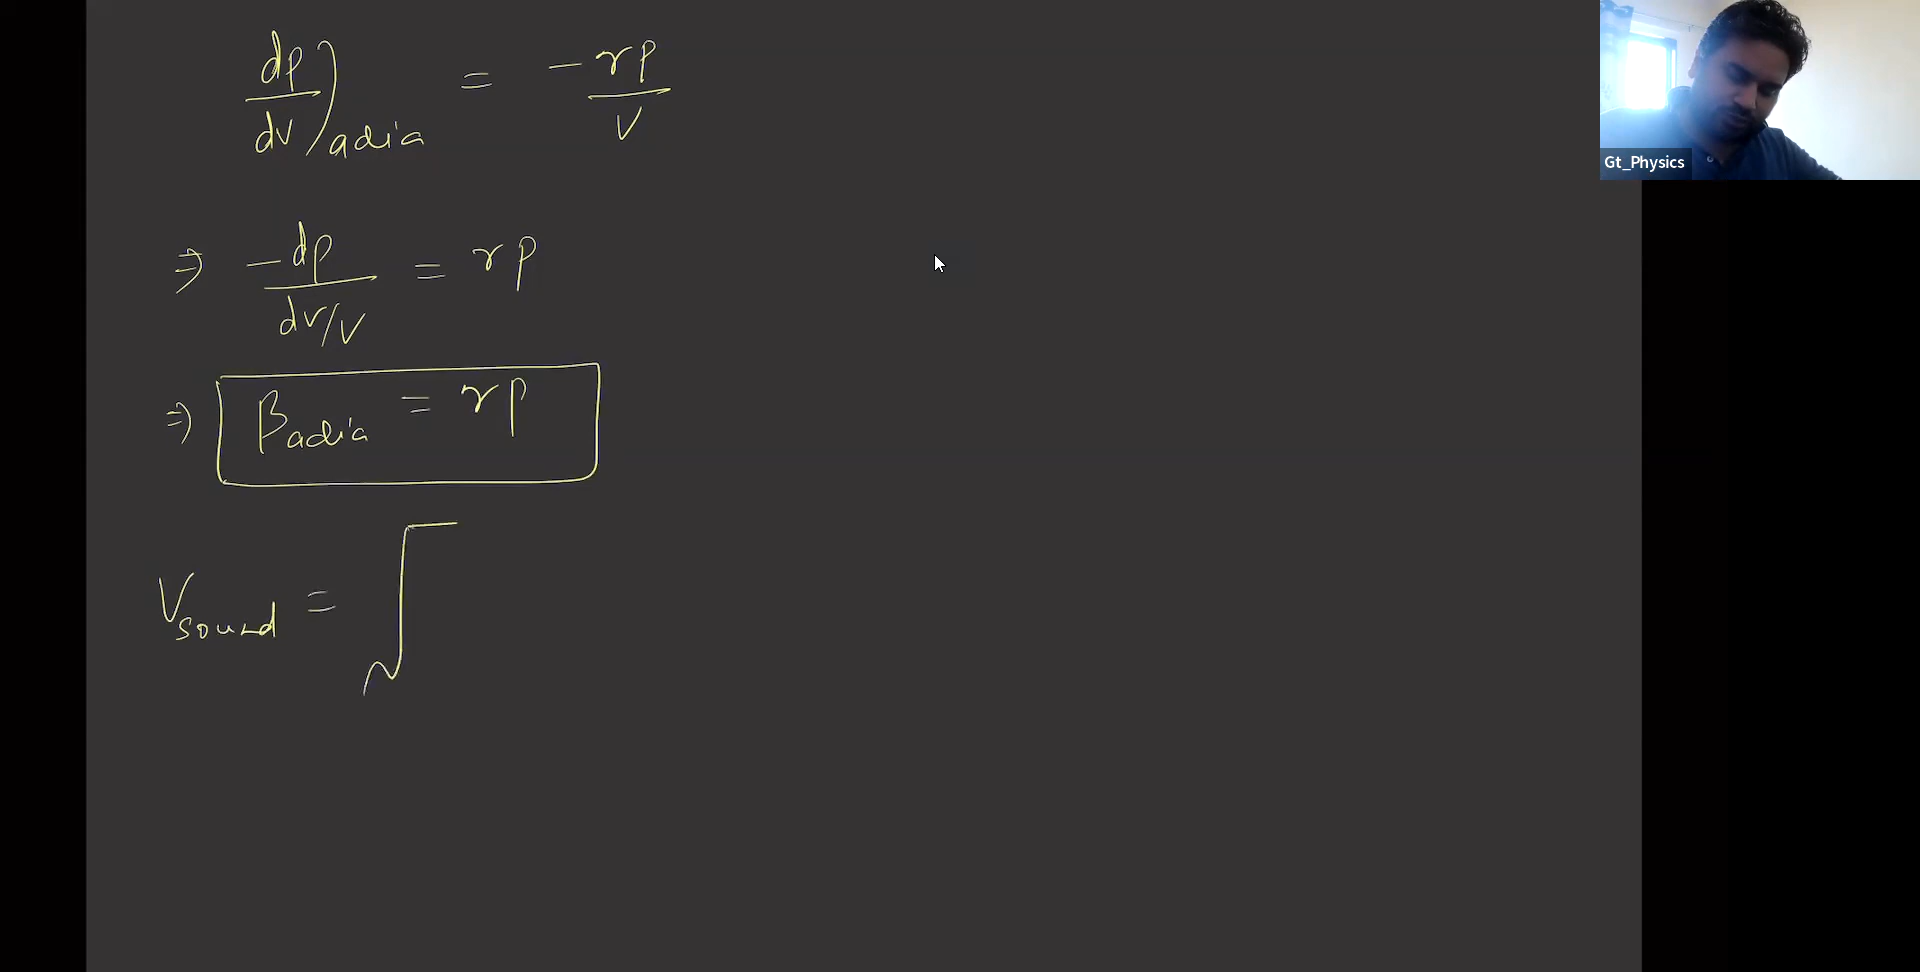 dp/dv)adia = -γp/v
Gt_Physics
⇒ -dp/(dv/v) = γp
⇒ βadia = γp
Vsound = √